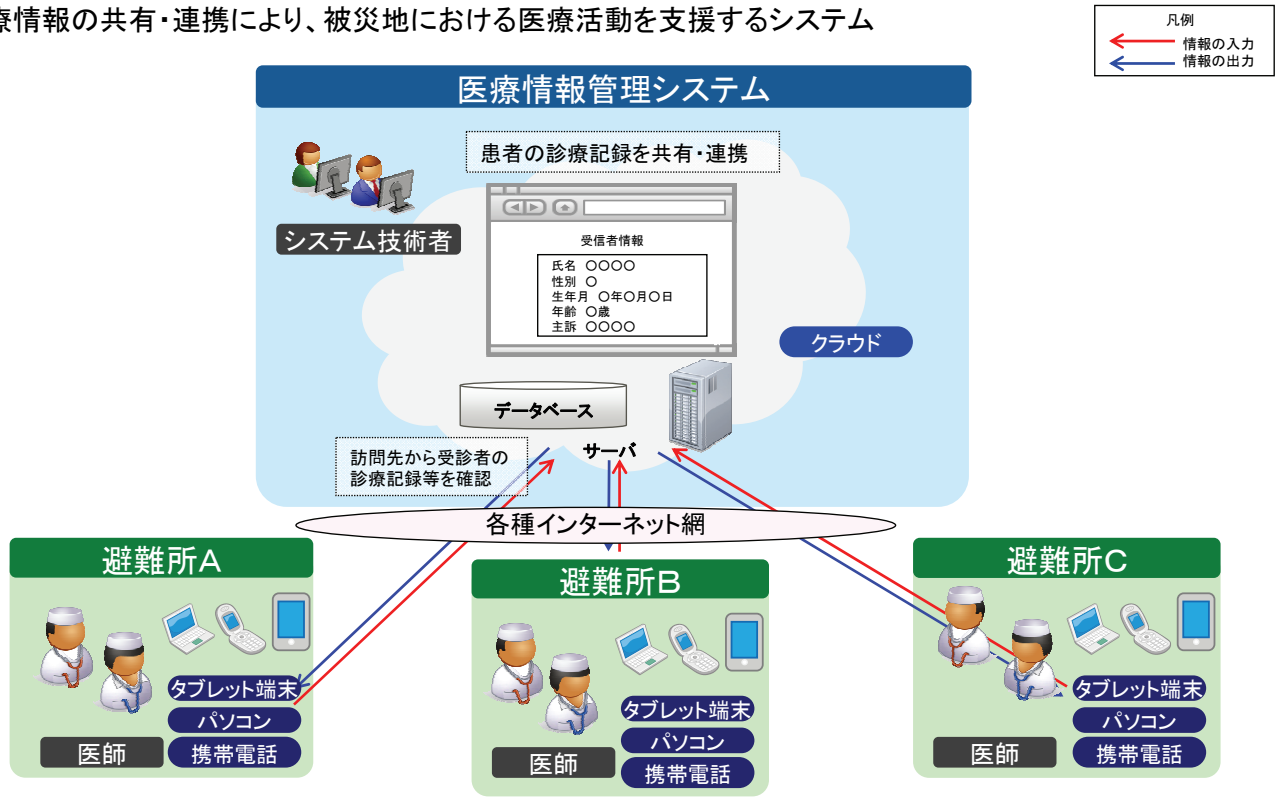 療情報の共有・連携により、被災地における医療活動を支援するシステム
凡例
情報の入力
情報の出力
医療情報管理システム
患者の診療記録を共有・連携
システム技術者
受信者情報
氏名 〇〇〇〇
性別 〇
生年月 〇年〇月〇日
年齢 〇歳
主訴 〇〇〇〇
クラウド
データベース
サーバ
訪問先から受診者の
診療記録等を確認
各種インターネット網
避難所A
タブレット端末
パソコン
携帯電話
医師
避難所B
タブレット端末
パソコン
携帯電話
医師
避難所C
タブレット端末
パソコン
携帯電話
医師